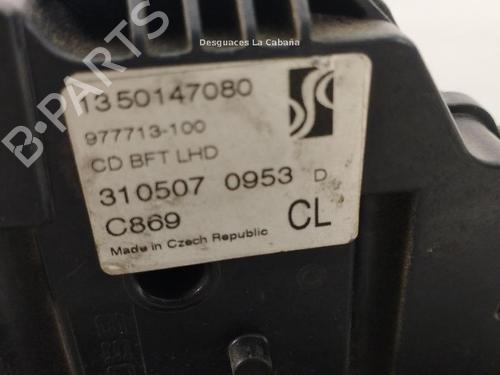 Desguaces La Cabaña
1350147080
977713-100
CD BFT LHD
310507 0953 D
C869
CL
Made in Czech Republic
B-PARTS